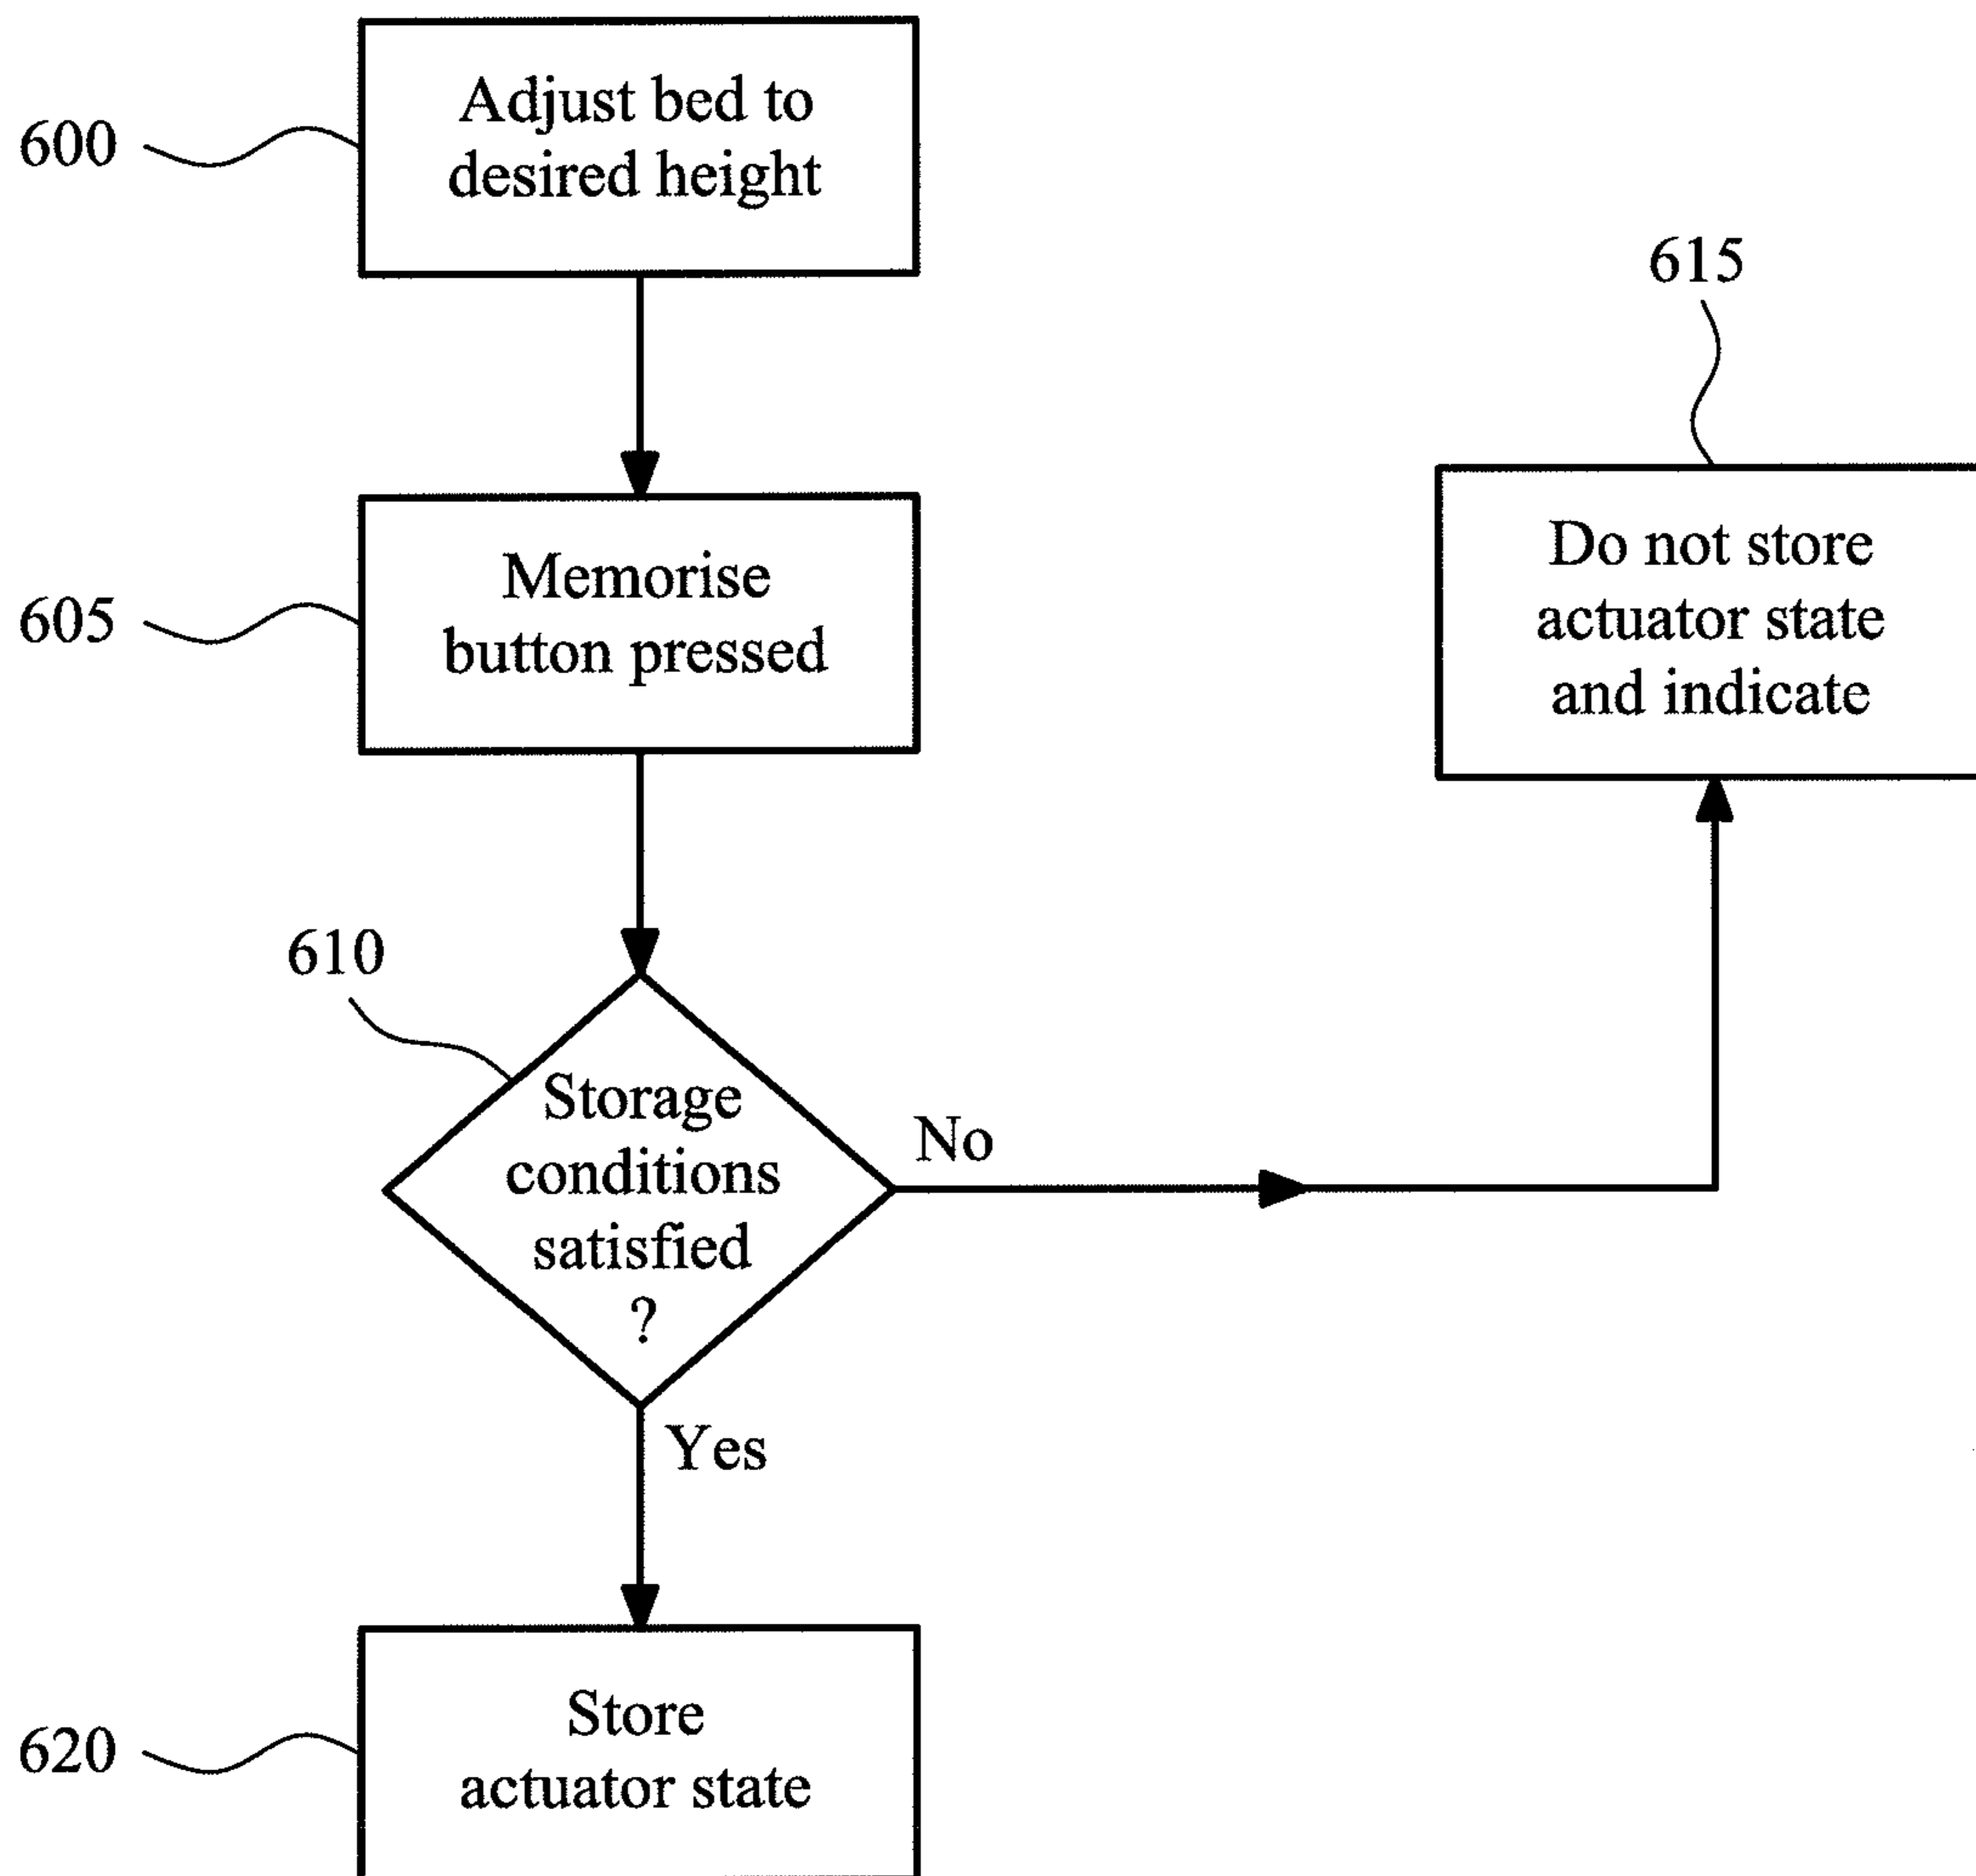 600
Adjust bed to
desired height
605
Memorise
button pressed
615
Do not store
actuator state
and indicate
610
Storage
conditions
satisfied
?
No
Yes
620
Store
actuator state